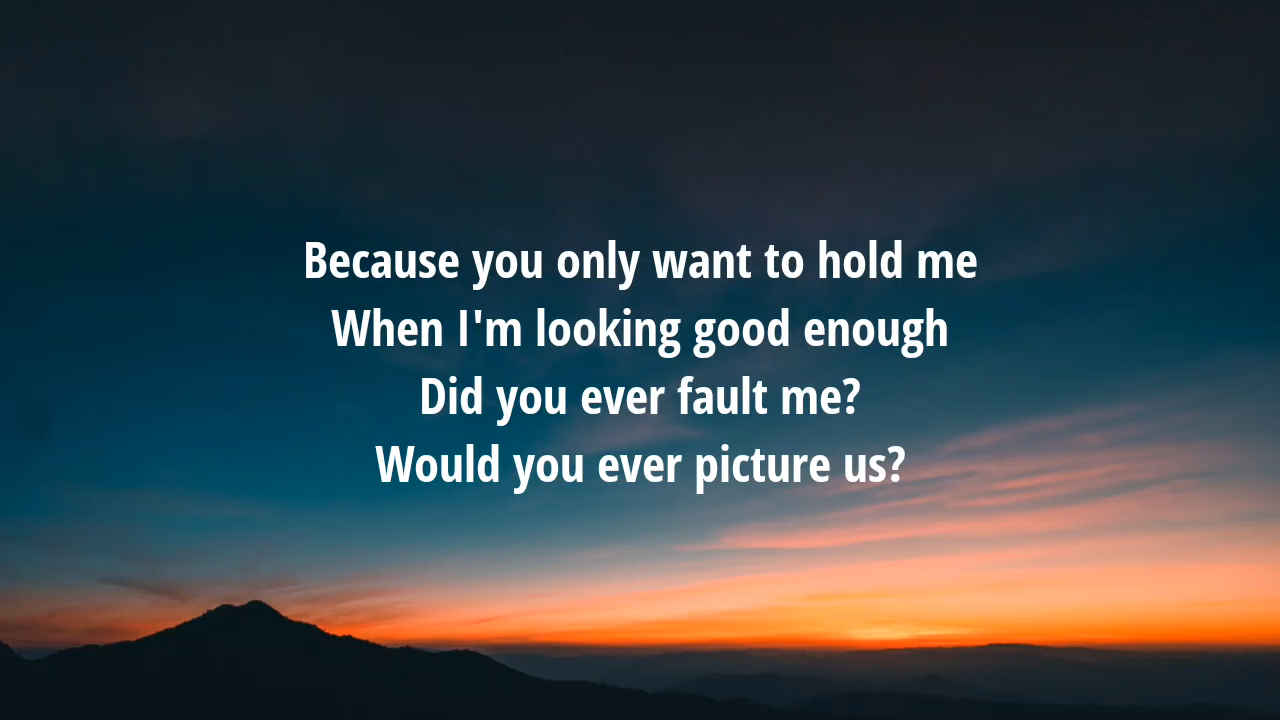 Because you only want to hold me
When I'm looking good enough
Did you ever fault me?
Would you ever picture us?